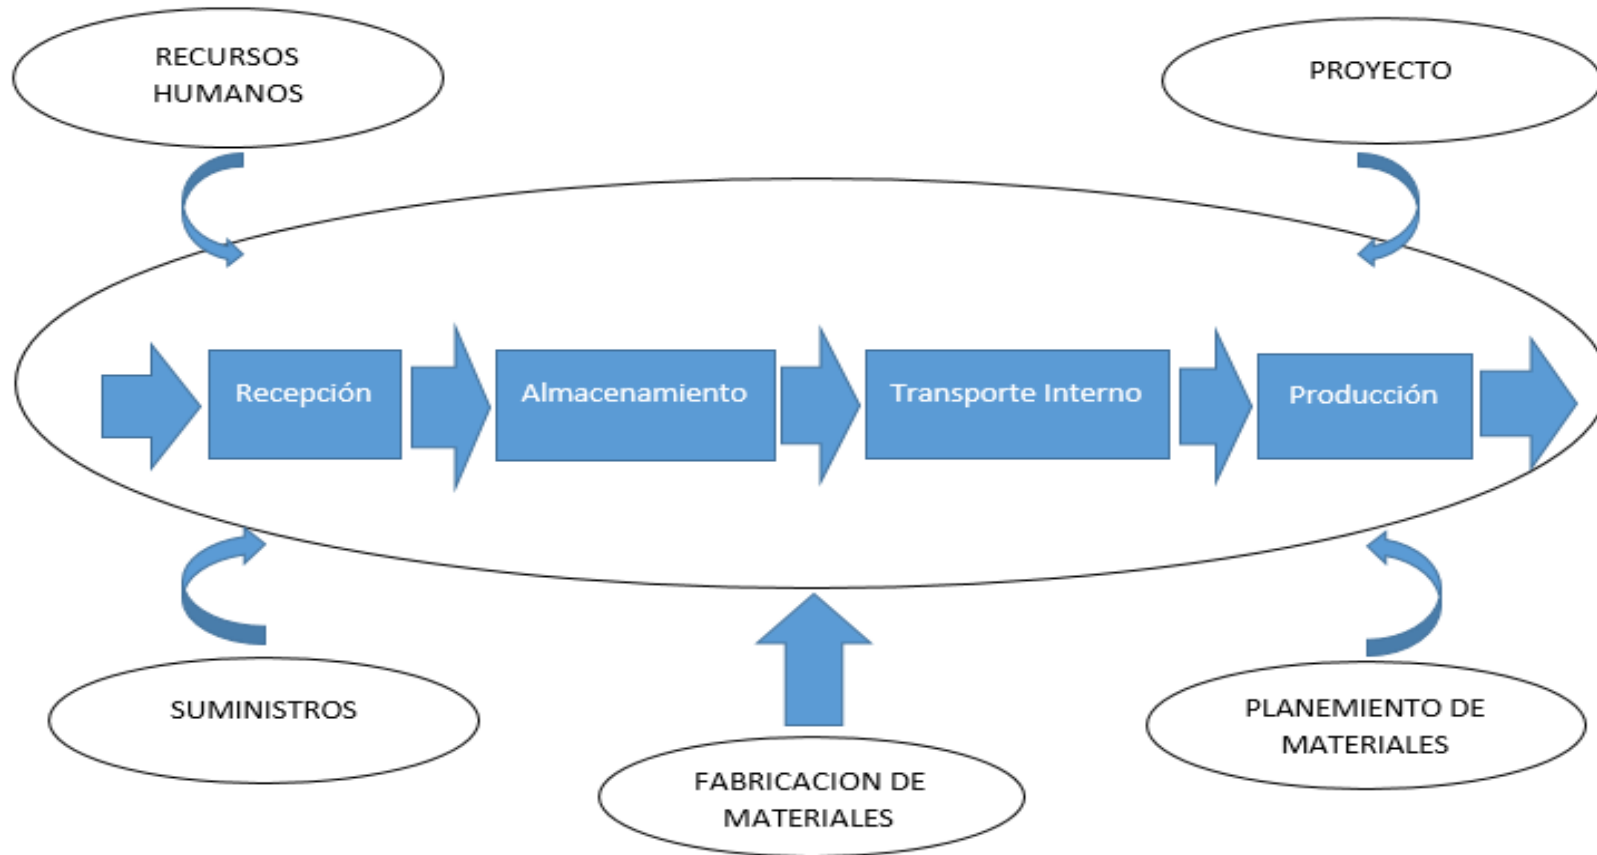 RECURSOS
HUMANOS
PROYECTO
Recepción
Almacenamiento
Transporte Interno
Producción
SUMINISTROS
FABRICACION DE
MATERIALES
PLANEMIENTO DE
MATERIALES